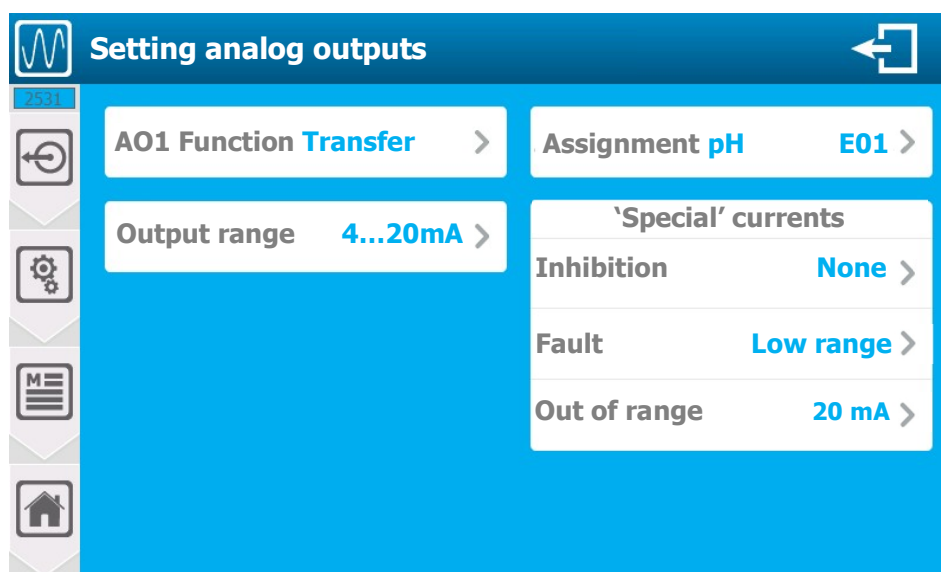 Setting analog outputs
2531
AO1 Function Transfer
Assignment pH E01
Output range 4...20mA
‘Special’ currents
Inhibition None
Fault Low range
Out of range 20 mA
M